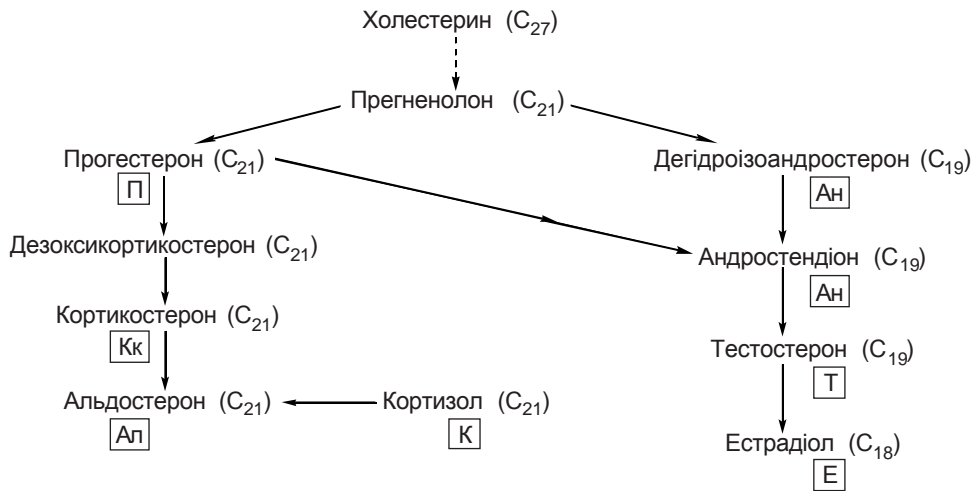 Холестерин (C27)
Прегненолон (C21)
Прогестерон (C21) Дегідроізоандростерон (C19)
П Ан
Дезоксикортикостерон (C21) Андростендіон (C19)
Ан
Кортикостерон (C21)
Кк Тестостерон (C19)
Т
Альдостерон (C21) Кортизол (C21)
Ал К
Естрадіол (C18)
Е